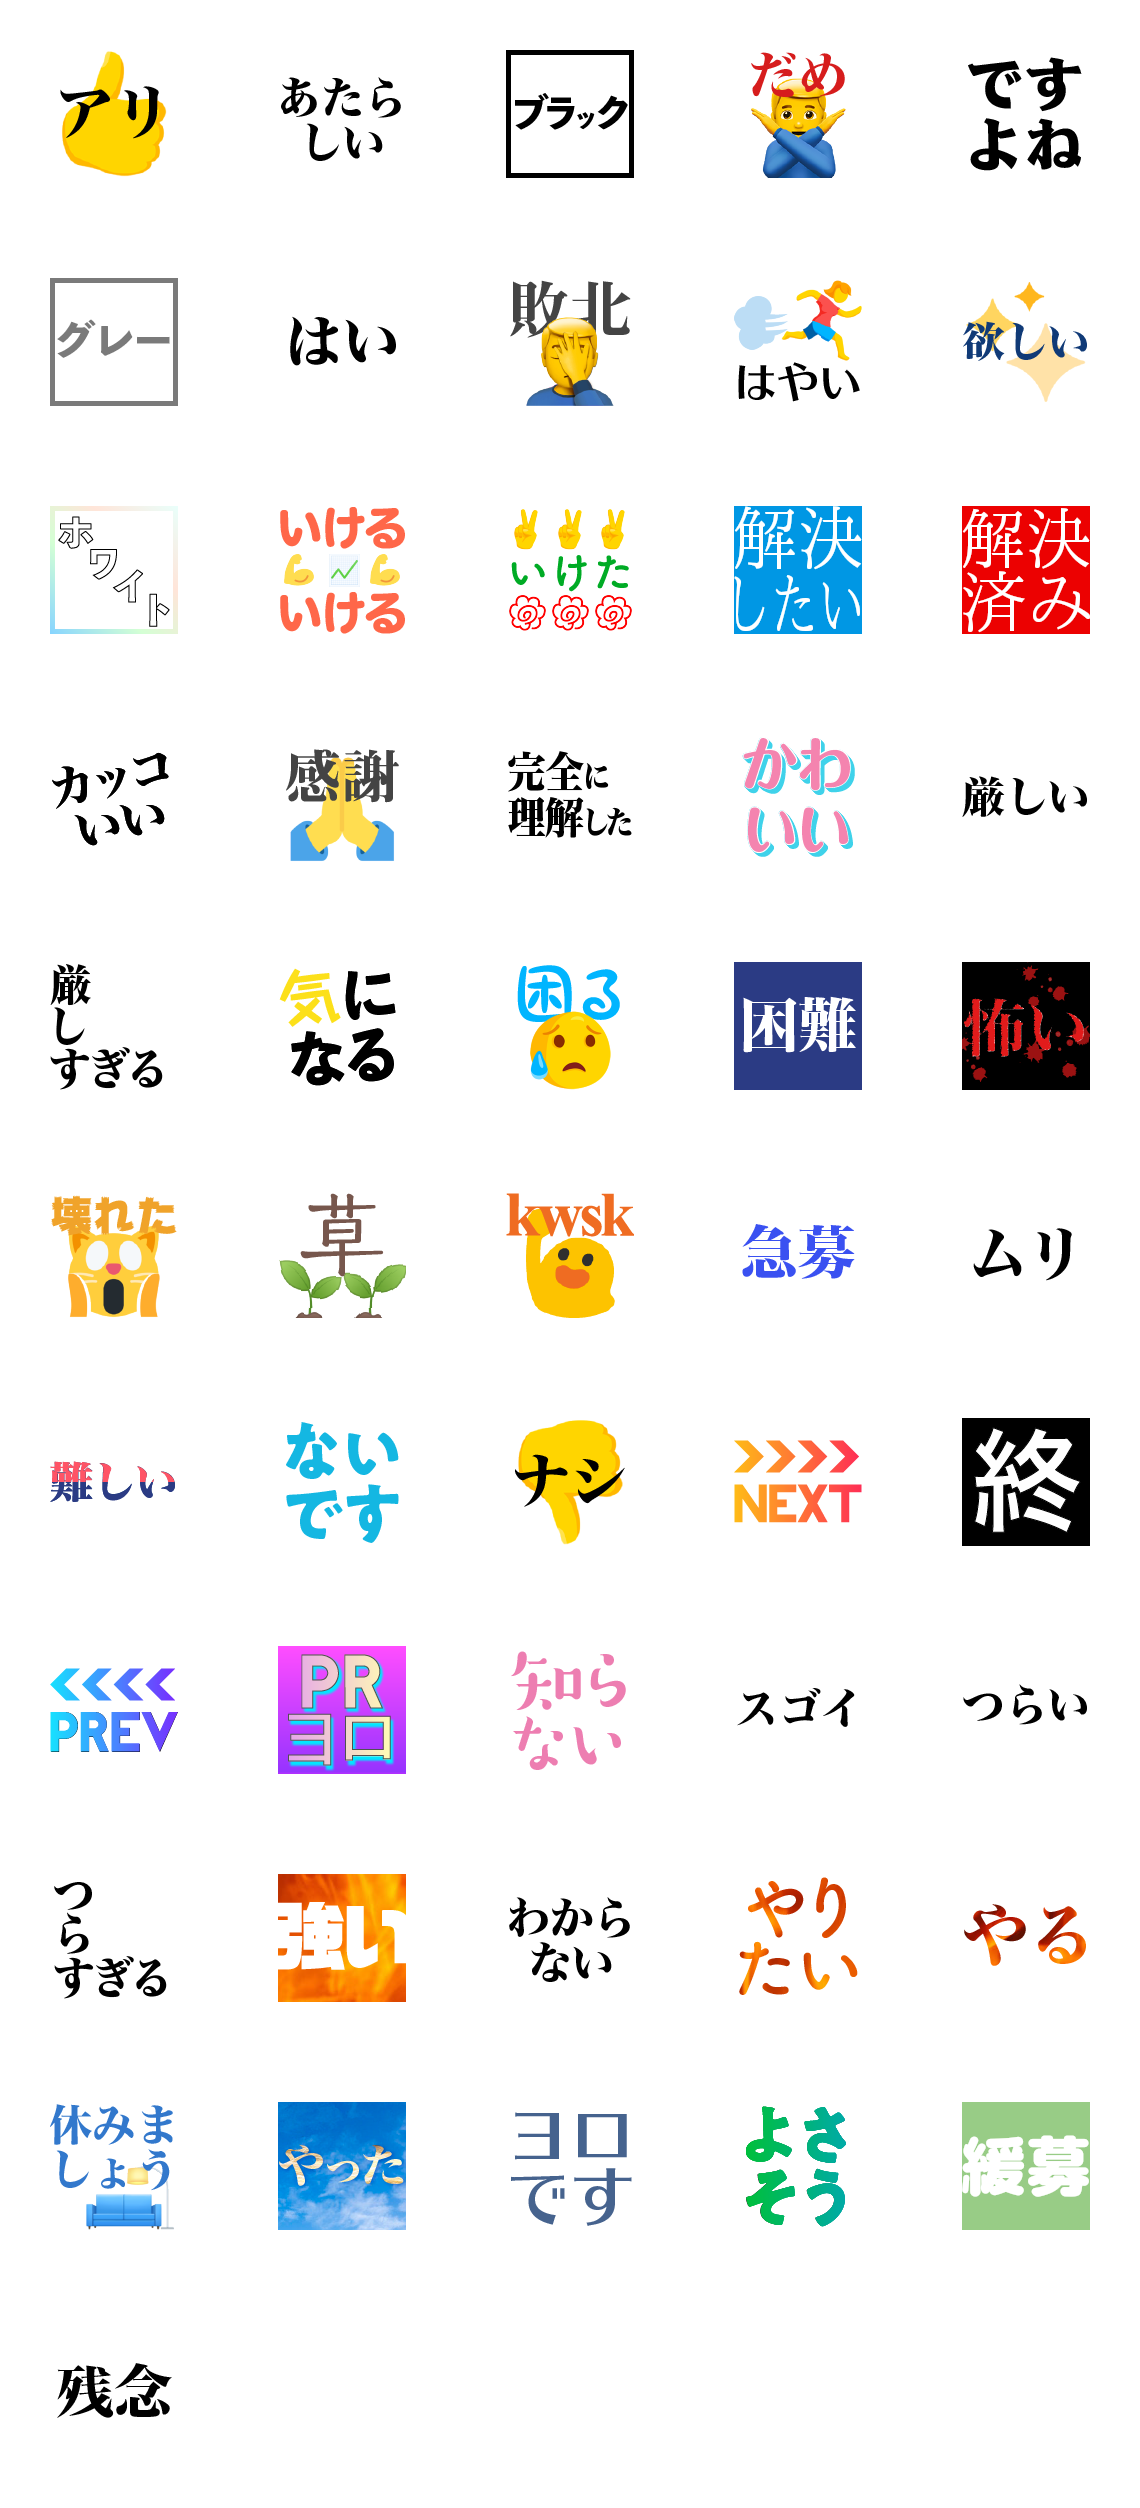 アリ
あたら
しい
ブラック
だめ
です
よね
グレー
はい
敗北
はやい
欲しい
ホワイト
いける
いける
いけた
解決
したい
解決
済み
カッコ
いい
感謝
完全に
理解した
かわ
いい
厳しい
厳
し
すぎる
気に
なる
困る
困難
怖い
壊れた
草
kwsk
急募
ムリ
難しい
ない
です
ナシ
NEXT
終
PREV
PR
ヨロ
知ら
ない
スゴイ
つらい
つ
ら
すぎる
強い
わから
ない
やり
たい
やる
休みま
しょう
やった
ヨロ
です
よさ
そう
緩募
残念